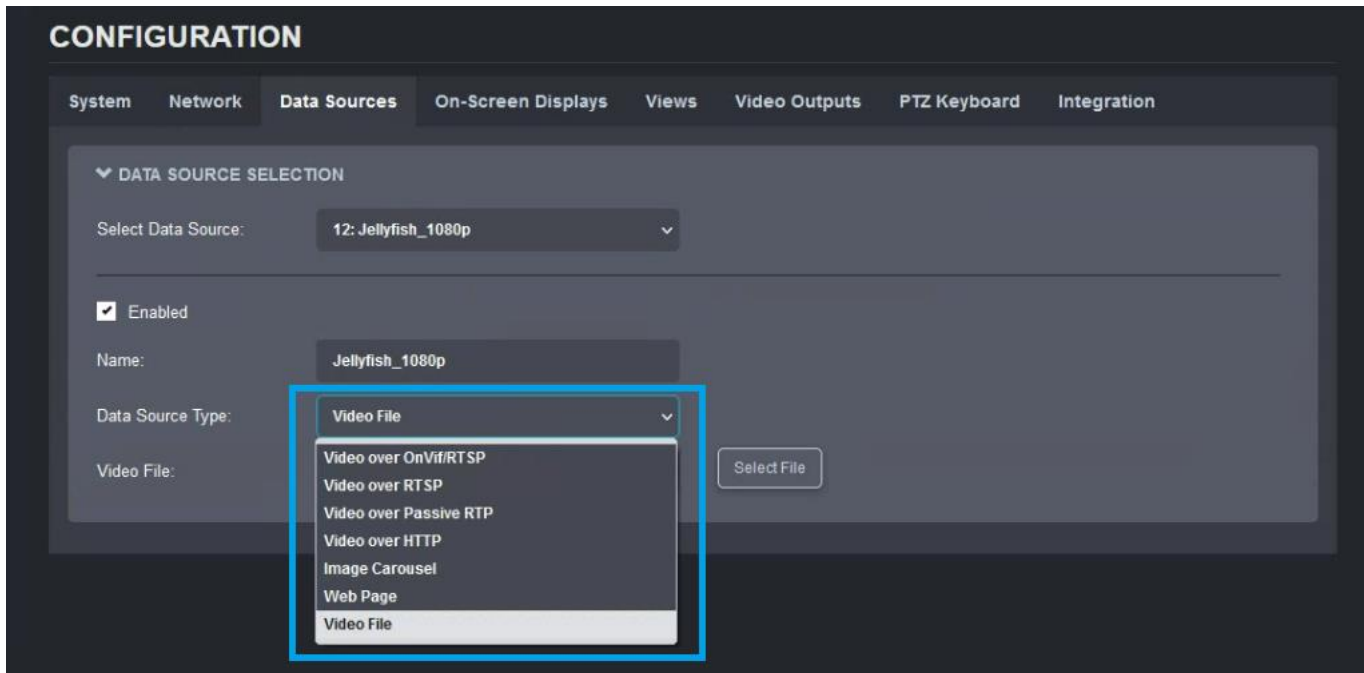 CONFIGURATION
System Network Data Sources On-Screen Displays Views Video Outputs PTZ Keyboard Integration
DATA SOURCE SELECTION
Select Data Source: 12: Jellyfish_1080p
Enabled
Name: Jellyfish_1080p
Data Source Type: Video File
Video over OnVif/RTSP
Video File: Select File
Video over RTSP
Video over Passive RTP
Video over HTTP
Image Carousel
Web Page
Video File